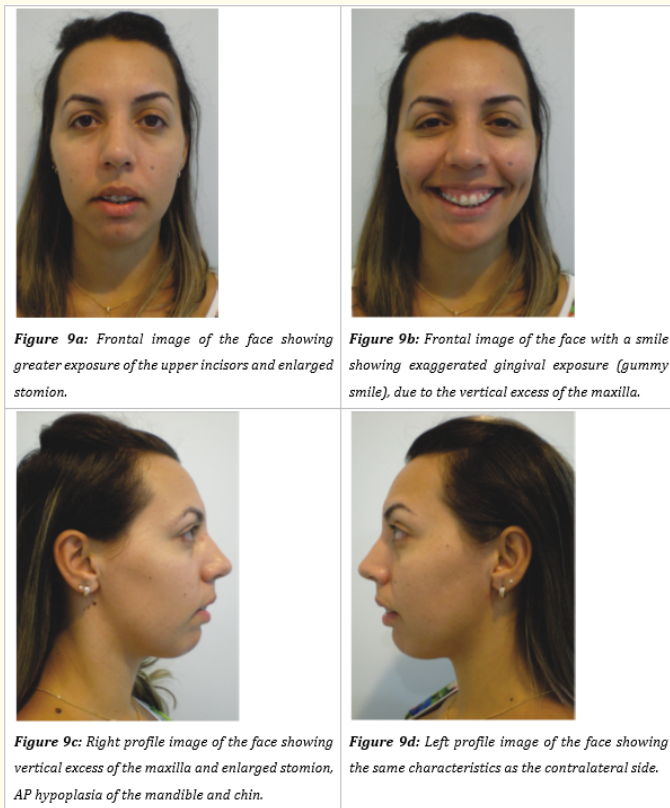 Figure 9a: Frontal image of the face showing
greater exposure of the upper incisors and enlarged
stomion.
Figure 9b: Frontal image of the face with a smile
showing exaggerated gingival exposure (gummy
smile), due to the vertical excess of the maxilla.
Figure 9c: Right profile image of the face showing
vertical excess of the maxilla and enlarged stomion,
AP hypoplasia of the mandible and chin.
Figure 9d: Left profile image of the face showing
the same characteristics as the contralateral side.